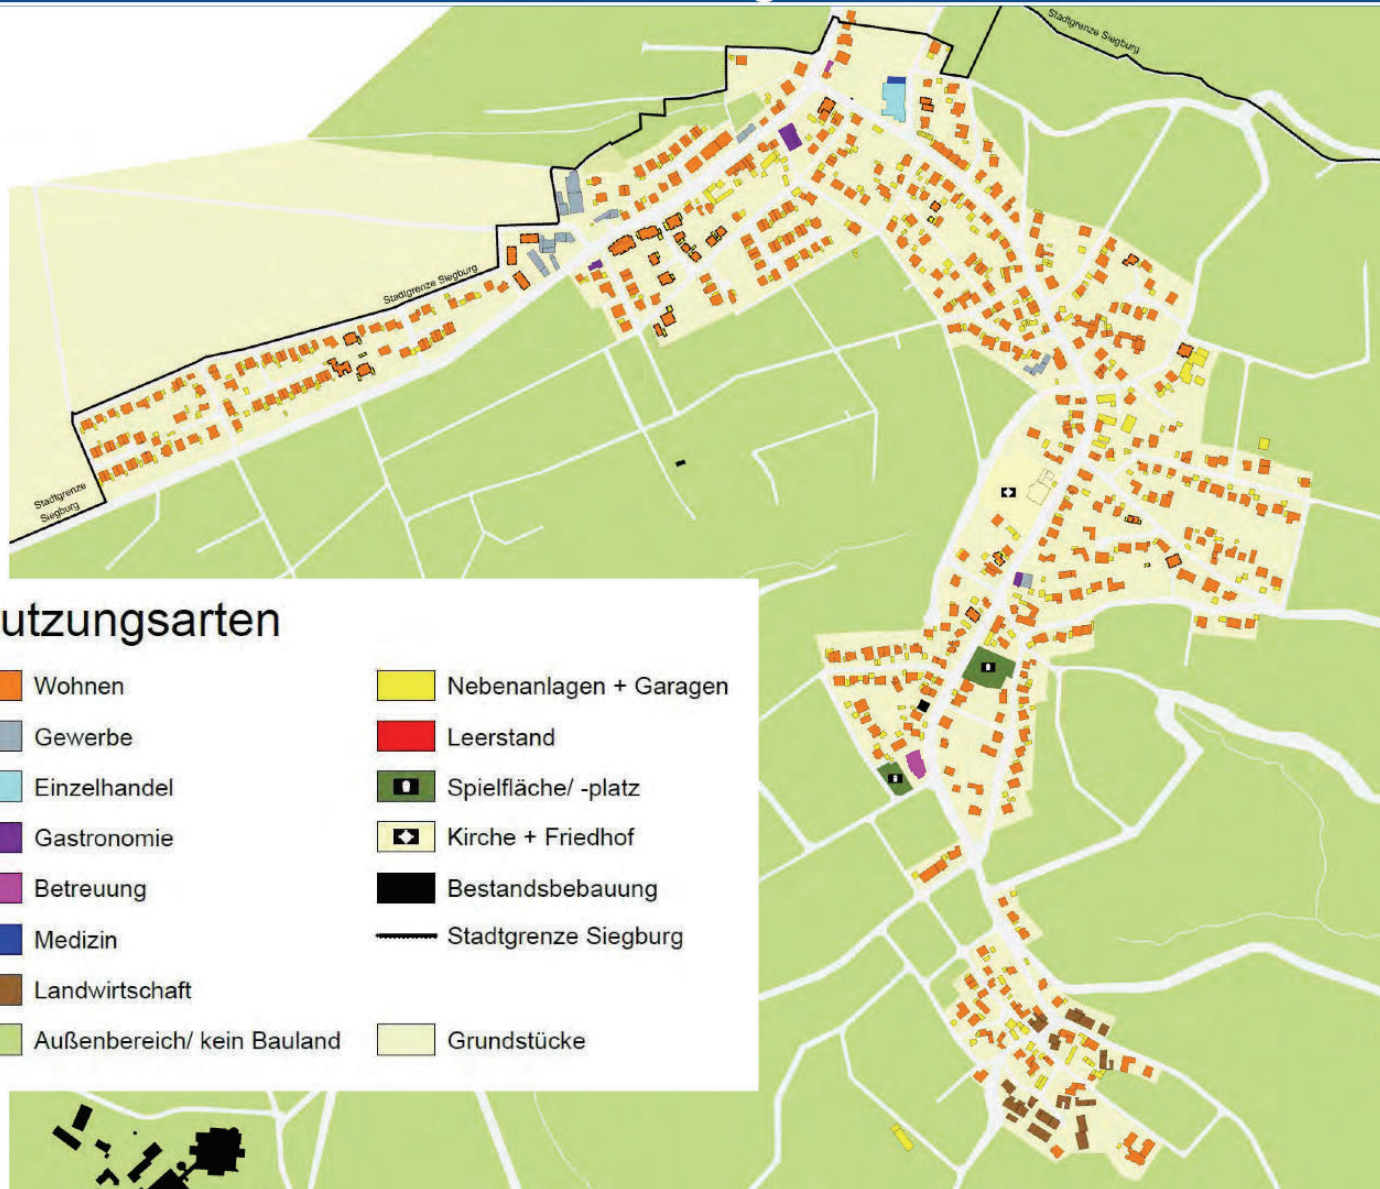 Stadtgrenze Siegburg
Stadtgrenze Siegburg
Stadtgrenze
Siegburg
utzungsarten
Wohnen
Gewerbe
Einzelhandel
Gastronomie
Betreuung
Medizin
Landwirtschaft
Außenbereich/ kein Bauland
Nebenanlagen + Garagen
Leerstand
Spielfläche/ -platz
Kirche + Friedhof
Bestandsbebauung
Stadtgrenze Siegburg
Grundstücke